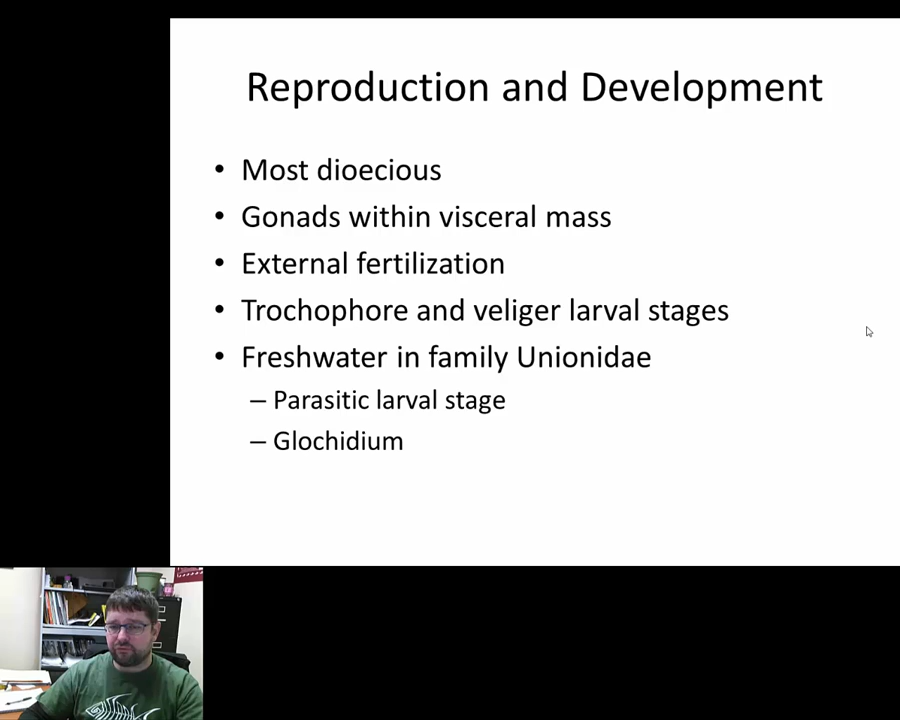 Reproduction and Development
• Most dioecious
• Gonads within visceral mass
• External fertilization
• Trochophore and veliger larval stages
• Freshwater in family Unionidae
– Parasitic larval stage
– Glochidium